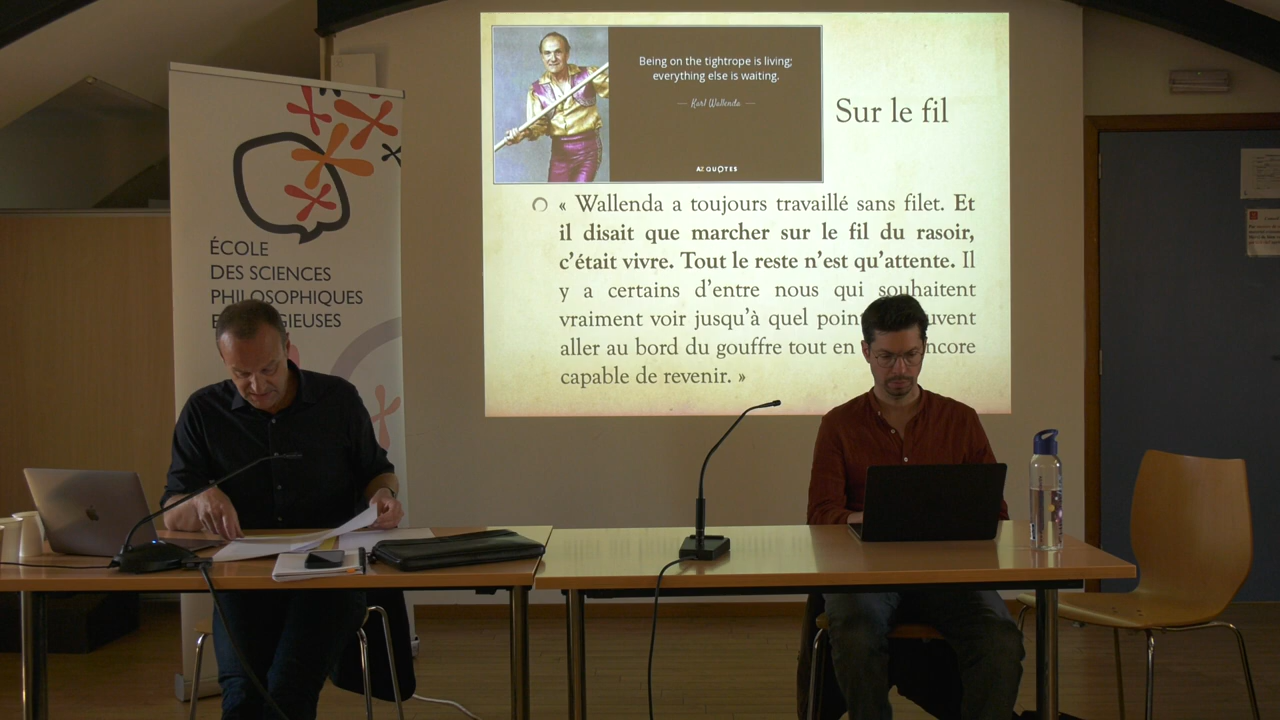 ÉCOLE
DES SCIENCES
PHILOSOPHIQUES
Being on the tightrope is living;
everything else is waiting.
Karl Wallenda
AZ QUOTES
Sur le fil
« Wallenda a toujours travaillé sans filet. Et
il disait que marcher sur le fil du rasoir,
c'était vivre. Tout le reste n'est qu'attente. Il
y a certains d'entre nous qui souhaitent
vraiment voir jusqu'à quel
aller au bord du gouffre tout en
capable de revenir. »